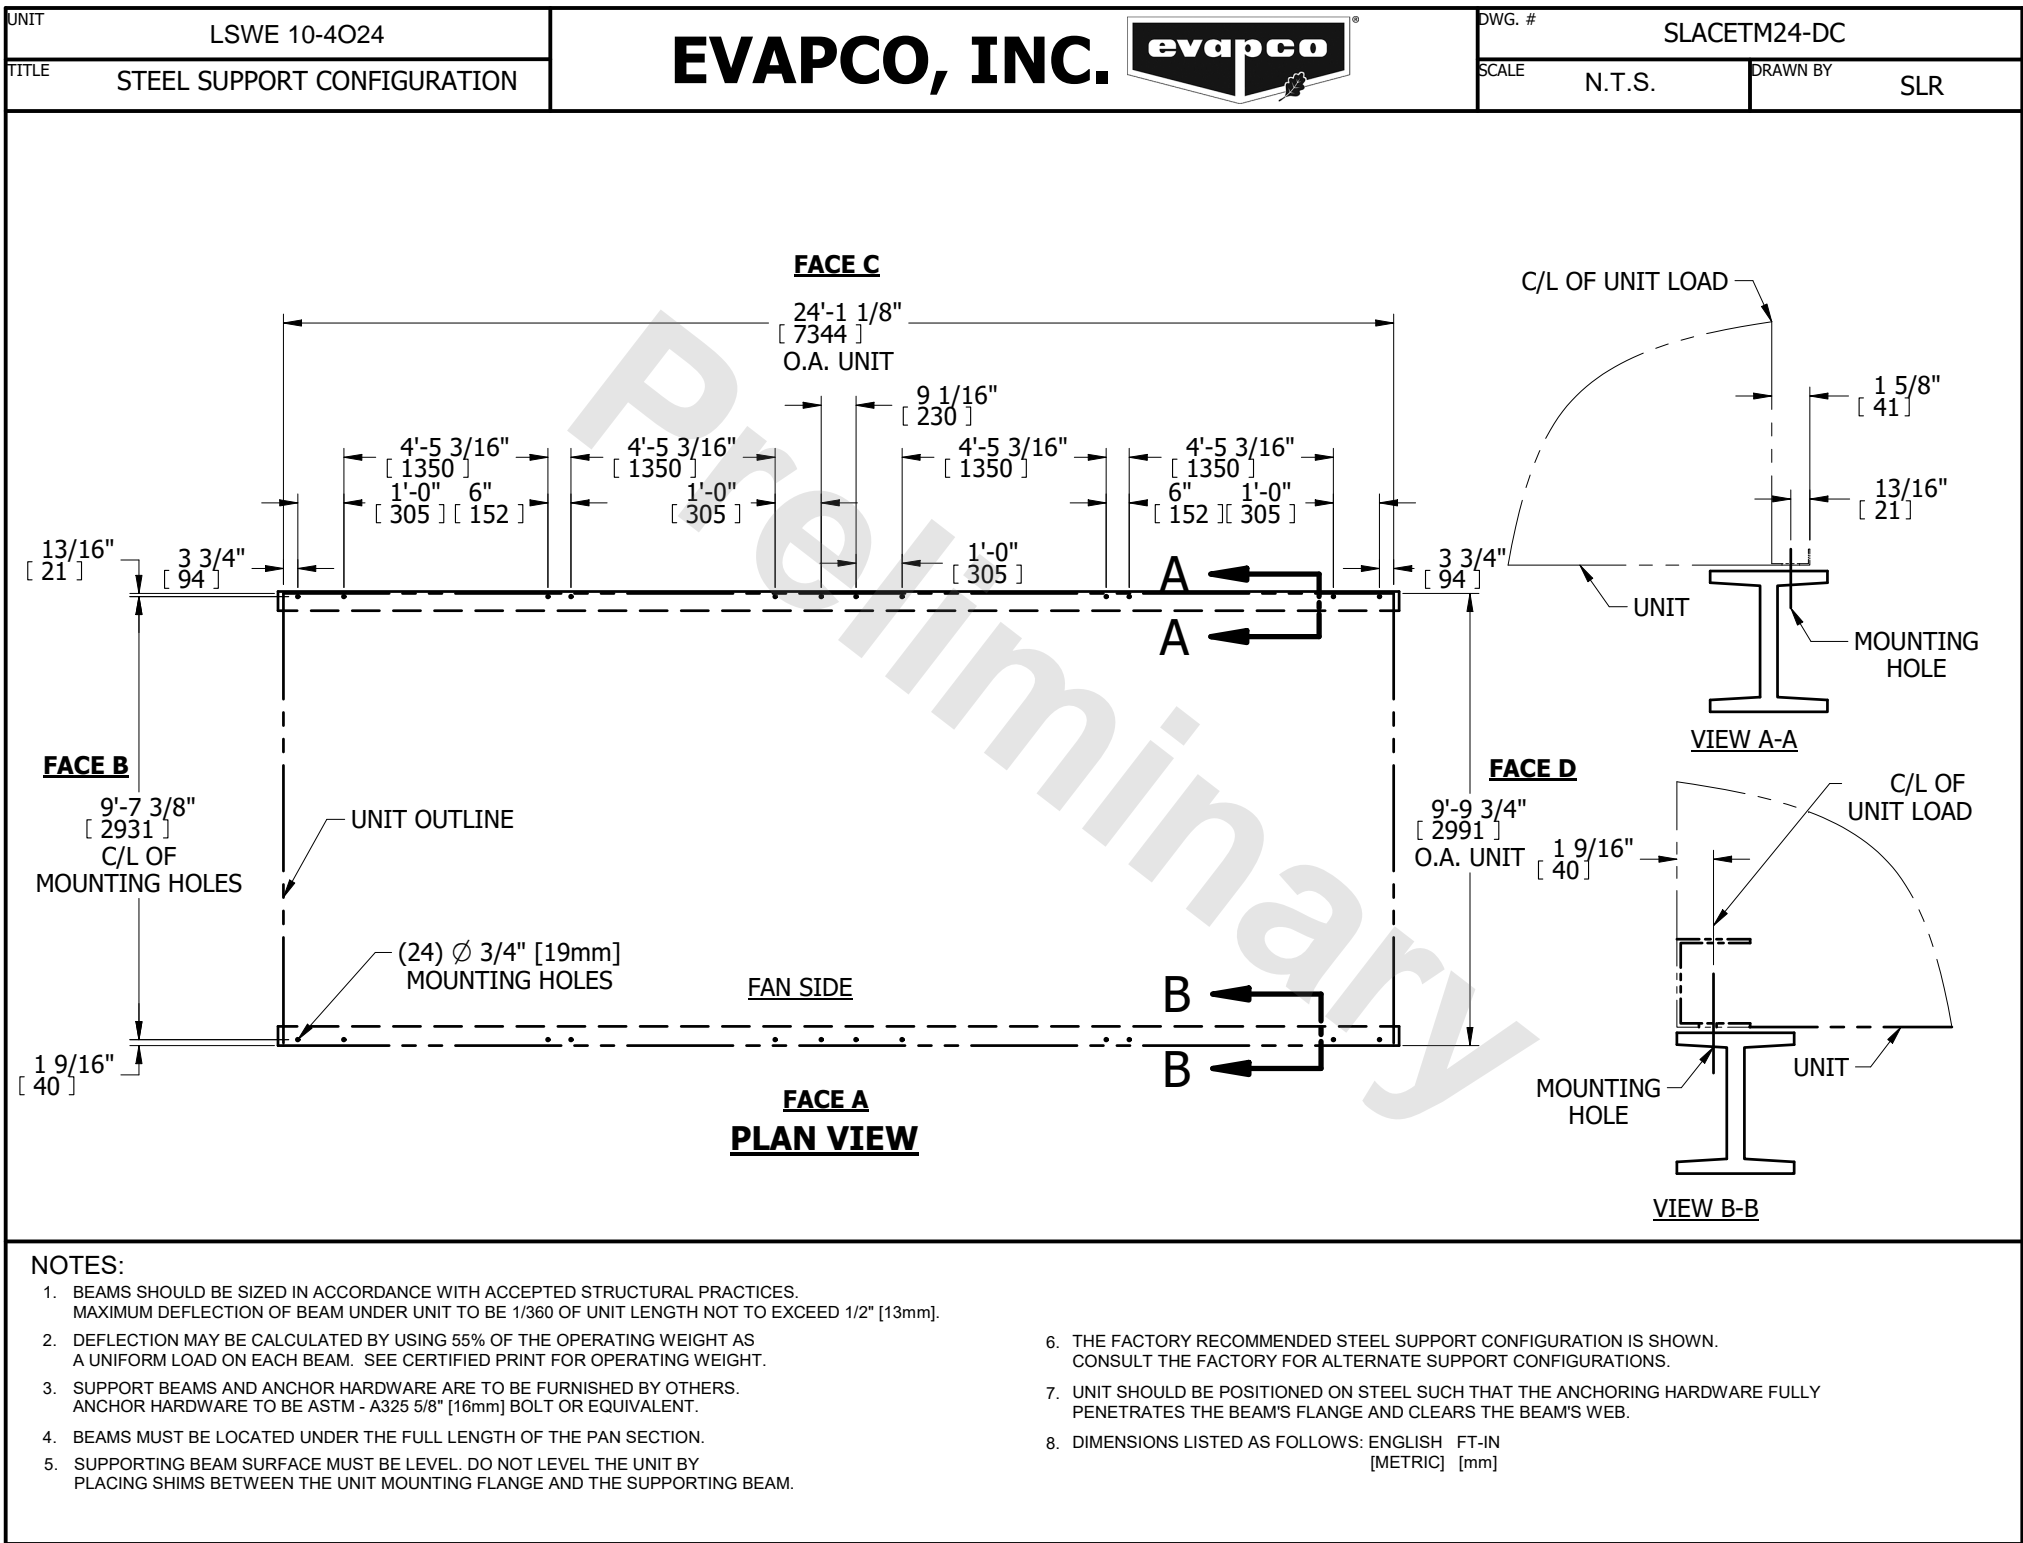 UNIT
LSWE 10-4O24
TITLE
STEEL SUPPORT CONFIGURATION
EVAPCO, INC.
evapco
®
DWG. #
SLACETM24-DC
SCALE
N.T.S.
DRAWN BY
SLR
FACE C
24'-1 1/8"
[ 7344 ]
O.A. UNIT
9 1/16"
[ 230 ]
4'-5 3/16"
[ 1350 ]
4'-5 3/16"
[ 1350 ]
4'-5 3/16"
[ 1350 ]
4'-5 3/16"
[ 1350 ]
1'-0"
[ 305 ]
6"
[ 152 ]
1'-0"
[ 305 ]
6"
[ 152 ]
1'-0"
[ 305 ]
13/16"
[ 21 ]
3 3/4"
[ 94 ]
1'-0"
[ 305 ]
3 3/4"
[ 94 ]
A
A
FACE B
9'-7 3/8"
[ 2931 ]
C/L OF
MOUNTING HOLES
UNIT OUTLINE
FACE D
9'-9 3/4"
[ 2991 ]
O.A. UNIT
(24) Ø 3/4" [19mm]
MOUNTING HOLES
FAN SIDE
B
B
1 9/16"
[ 40 ]
FACE A
PLAN VIEW
Preliminary
C/L OF UNIT LOAD
1 5/8"
[ 41 ]
13/16"
[ 21 ]
UNIT
MOUNTING
HOLE
VIEW A-A
C/L OF
UNIT LOAD
1 9/16"
[ 40 ]
UNIT
MOUNTING
HOLE
VIEW B-B
NOTES:
1. BEAMS SHOULD BE SIZED IN ACCORDANCE WITH ACCEPTED STRUCTURAL PRACTICES.
MAXIMUM DEFLECTION OF BEAM UNDER UNIT TO BE 1/360 OF UNIT LENGTH NOT TO EXCEED 1/2" [13mm].
2. DEFLECTION MAY BE CALCULATED BY USING 55% OF THE OPERATING WEIGHT AS
A UNIFORM LOAD ON EACH BEAM. SEE CERTIFIED PRINT FOR OPERATING WEIGHT.
3. SUPPORT BEAMS AND ANCHOR HARDWARE ARE TO BE FURNISHED BY OTHERS.
ANCHOR HARDWARE TO BE ASTM - A325 5/8" [16mm] BOLT OR EQUIVALENT.
4. BEAMS MUST BE LOCATED UNDER THE FULL LENGTH OF THE PAN SECTION.
5. SUPPORTING BEAM SURFACE MUST BE LEVEL. DO NOT LEVEL THE UNIT BY
PLACING SHIMS BETWEEN THE UNIT MOUNTING FLANGE AND THE SUPPORTING BEAM.
6. THE FACTORY RECOMMENDED STEEL SUPPORT CONFIGURATION IS SHOWN.
CONSULT THE FACTORY FOR ALTERNATE SUPPORT CONFIGURATIONS.
7. UNIT SHOULD BE POSITIONED ON STEEL SUCH THAT THE ANCHORING HARDWARE FULLY
PENETRATES THE BEAM'S FLANGE AND CLEARS THE BEAM'S WEB.
8. DIMENSIONS LISTED AS FOLLOWS: ENGLISH FT-IN
[METRIC] [mm]